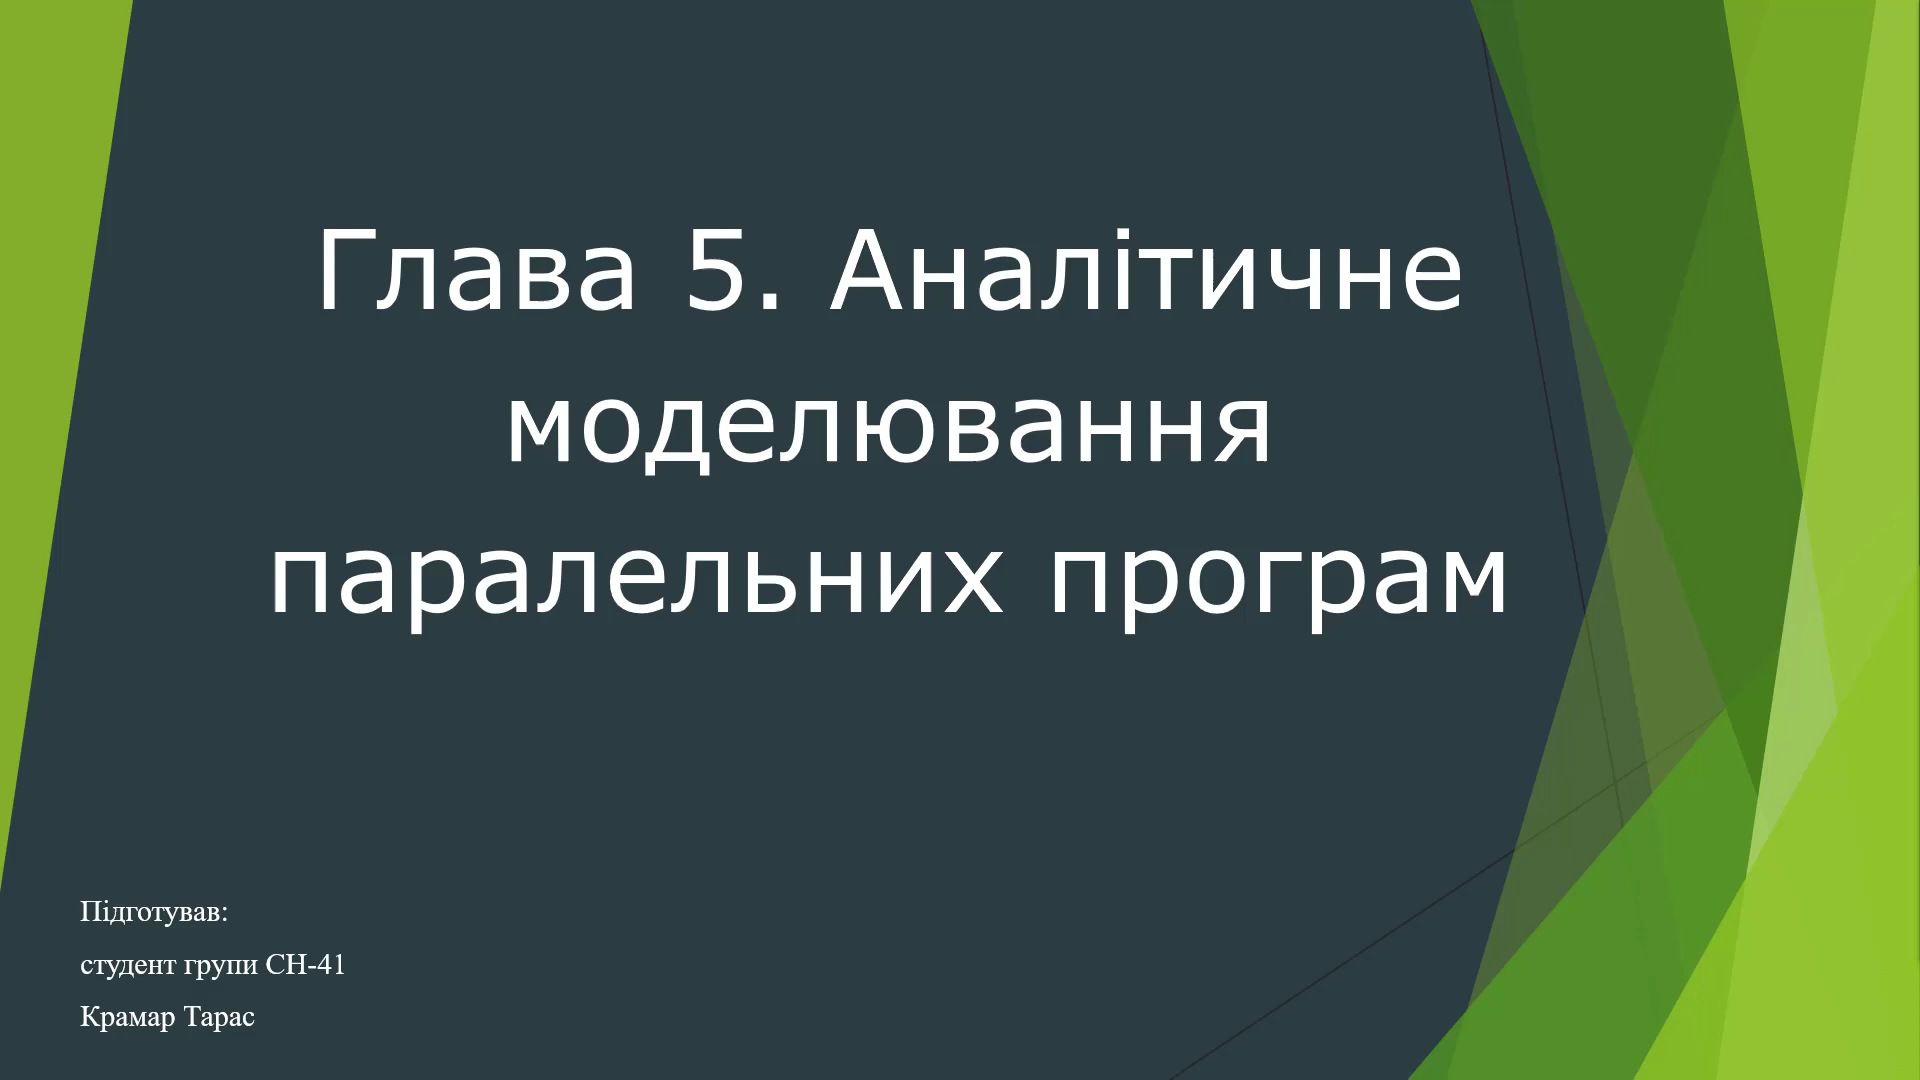 Глава 5. Аналітичне
моделювання
паралельних програм
Підготував:
студент групи СН-41
Крамар Тарас